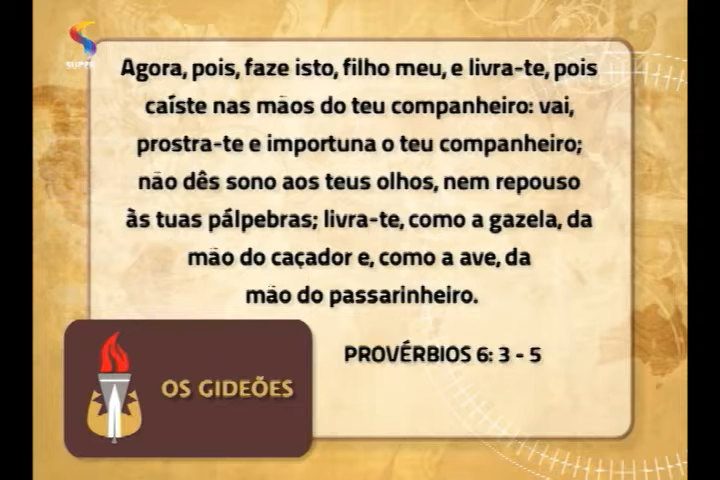 Agora, pois, faze isto, filho meu, e livra-te, pois
caíste nas mãos do teu companheiro: vai,
prostra-te e importuna o teu companheiro;
não dês sono aos teus olhos, nem repouso
às tuas pálpebras; livra-te, como a gazela, da
mão do caçador e, como a ave, da
mão do passarinheiro.
PROVÉRBIOS 6: 3 - 5
OS GIDEÕES